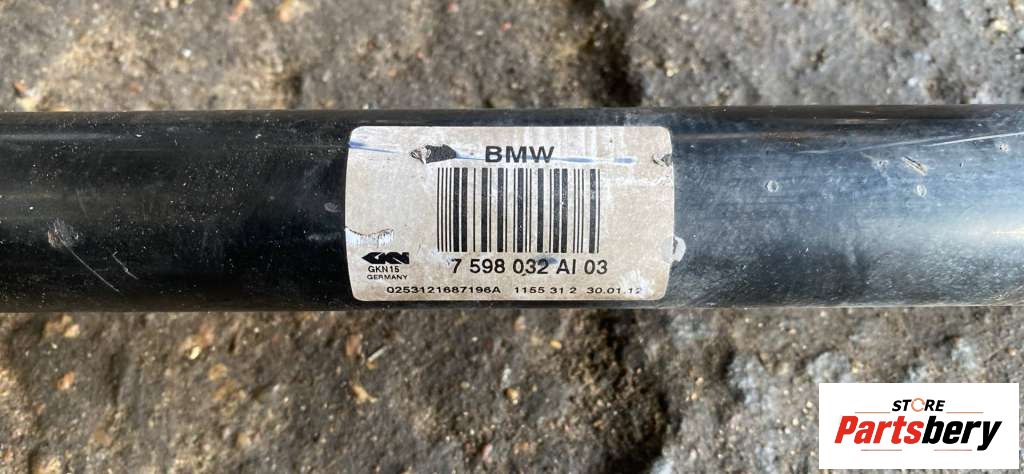 BMW
7 598 032 AI 03
GKN
GKN15
GERMANY
0253121687196A 1155 31 2 30.01.12
STORE
Partsbery